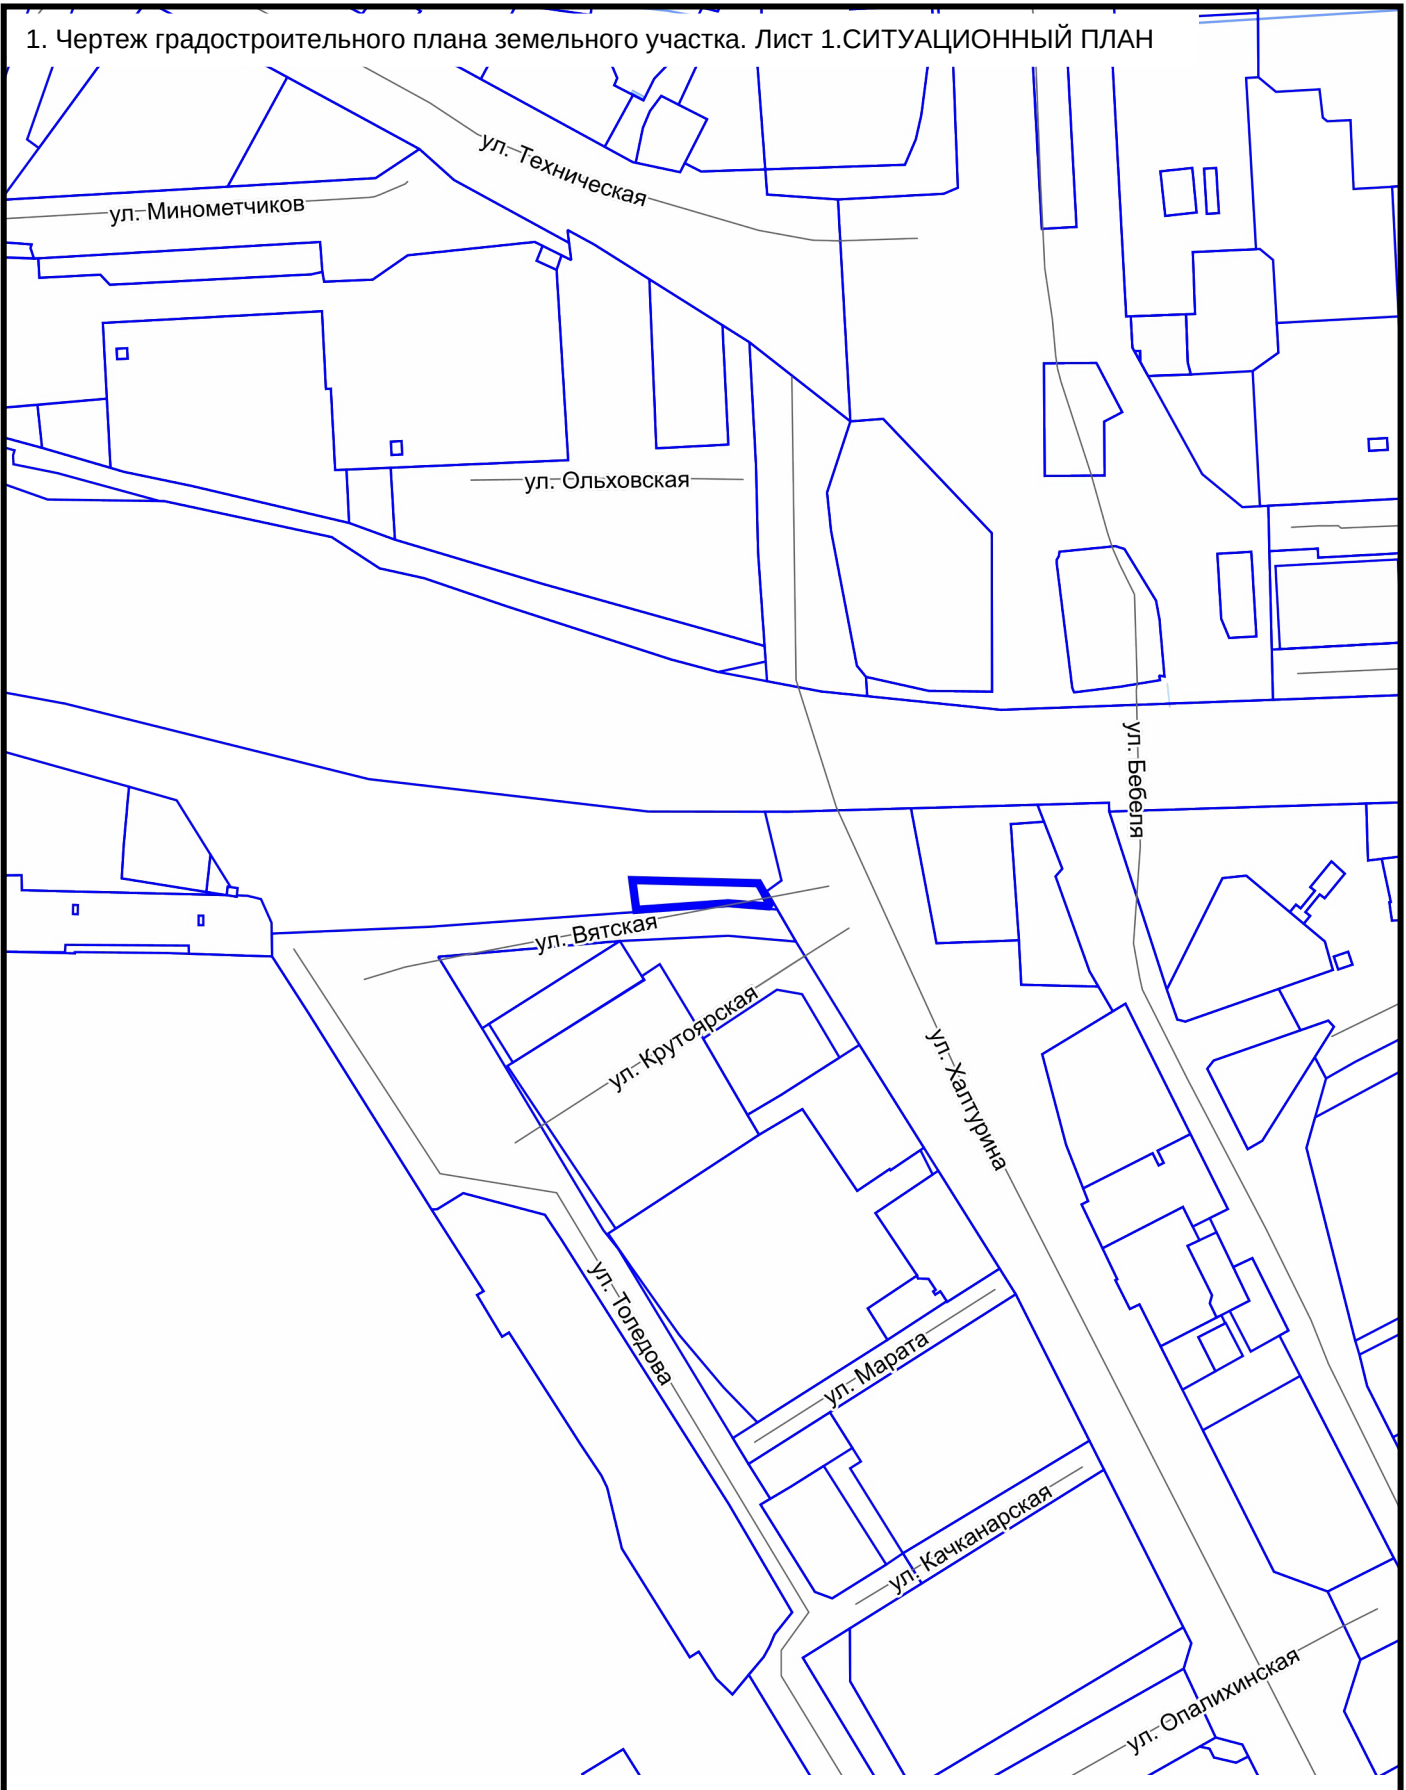 1. Чертеж градостроительного плана земельного участка. Лист 1.СИТУАЦИОННЫЙ ПЛАН
ул. Техническая
ул. Минометчиков
ул. Ольховская
ул. Бебеля
ул. Вятская
ул. Крутоярская
ул. Халтурина
ул. Толедова
ул. Марата
ул. Качканарская
ул. Опалихинская